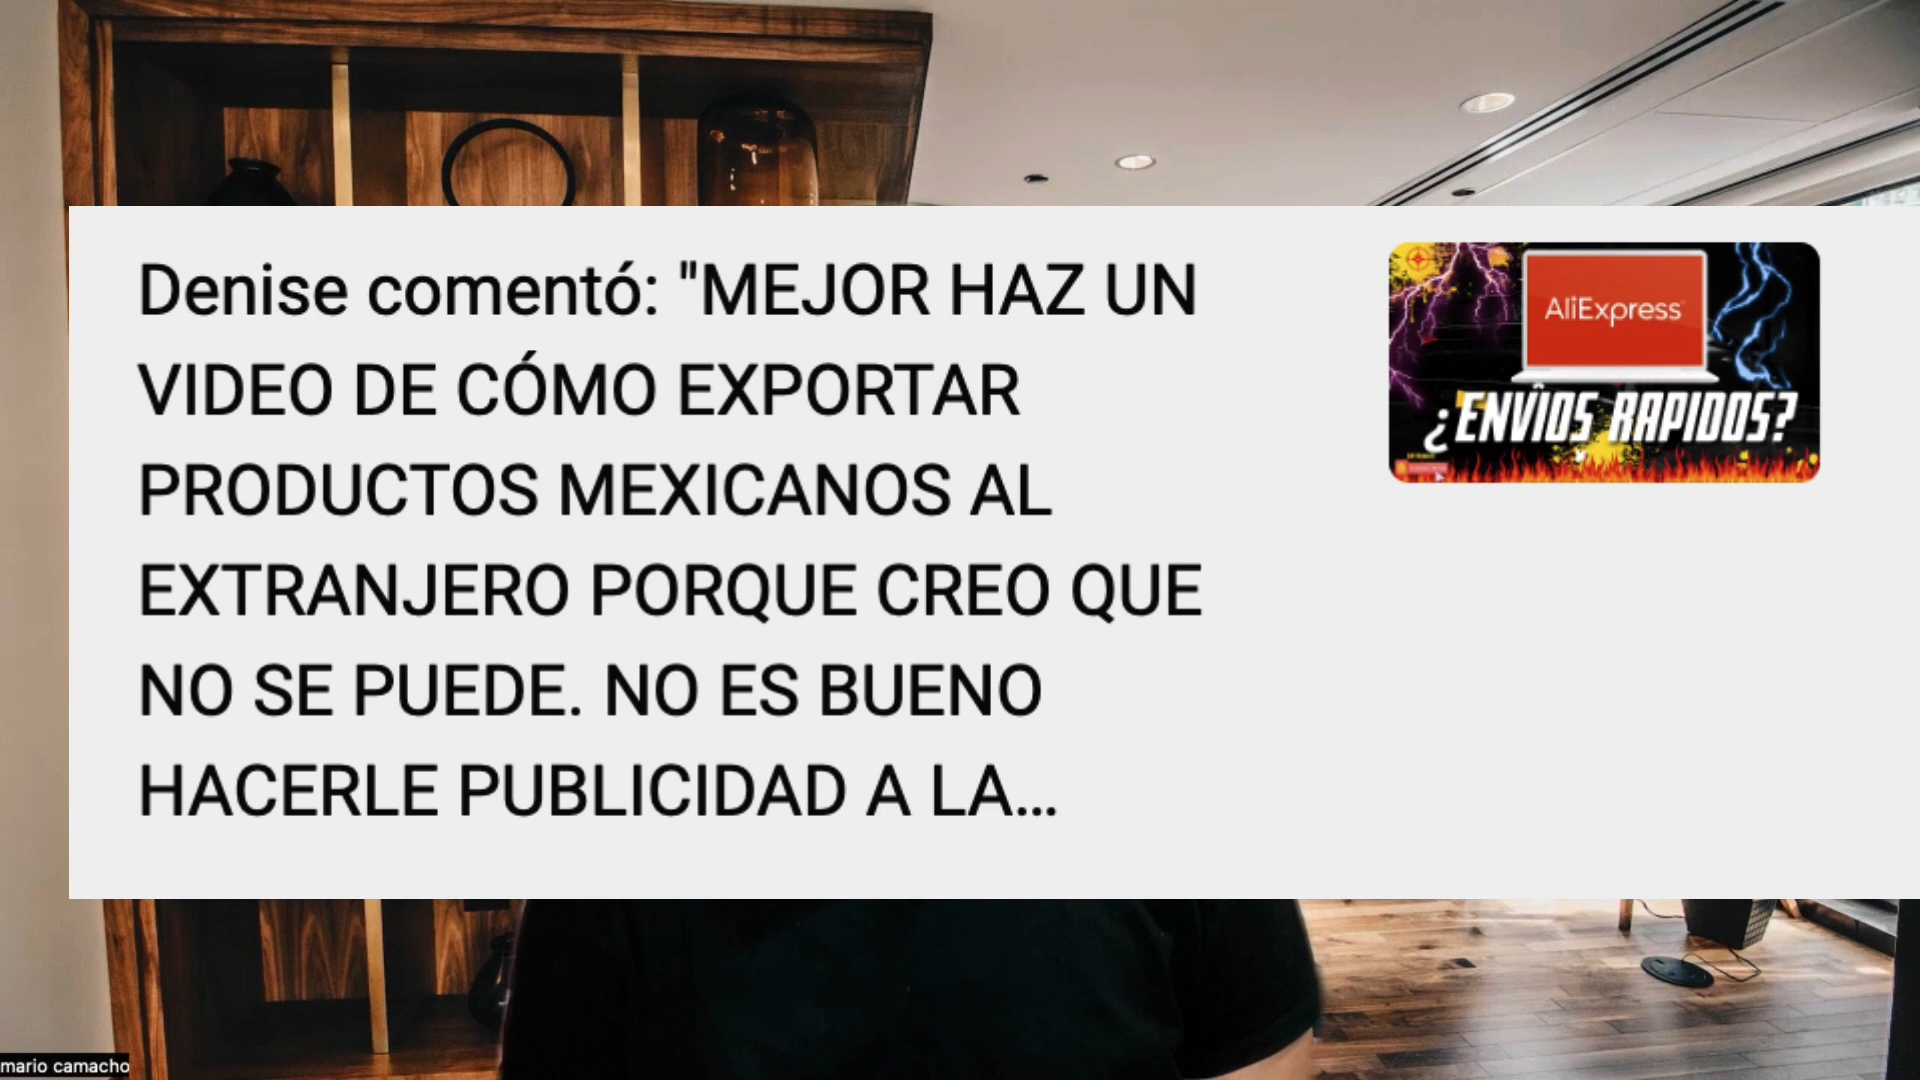 Denise comentó: "MEJOR HAZ UN
VIDEO DE CÓMO EXPORTAR
PRODUCTOS MEXICANOS AL
EXTRANJERO PORQUE CREO QUE
NO SE PUEDE. NO ES BUENO
HACERLE PUBLICIDAD A LA...
AliExpress
¿ENVÎOS RAPIDOS?
mario camacho